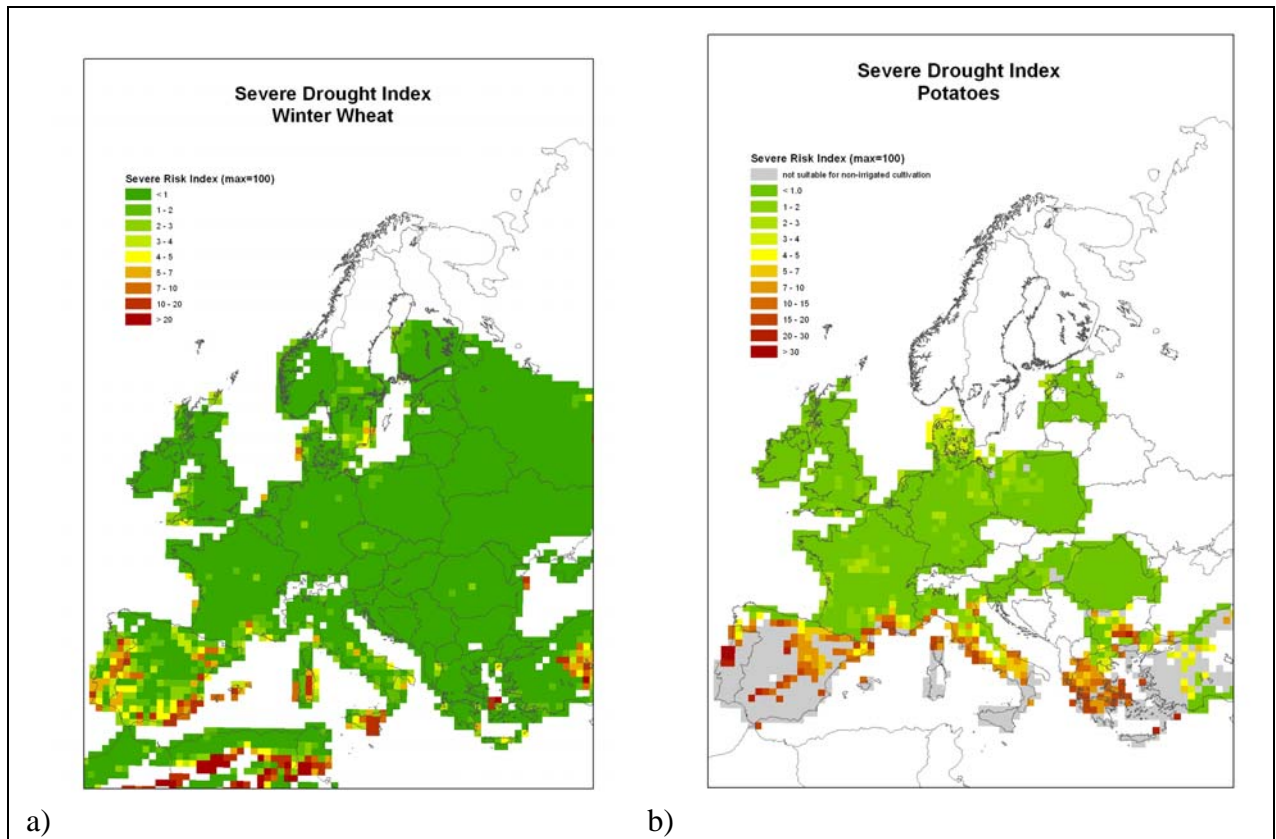 Severe Drought Index
Winter Wheat
Severe Risk Index (max=100)
< 1
1 - 2
2 - 3
3 - 4
4 - 5
5 - 7
7 - 10
10 - 20
> 20
a)
Severe Drought Index
Potatoes
Severe Risk Index (max=100)
not suitable for non-irrigated cultivation
< 1.0
1 - 2
2 - 3
3 - 4
4 - 5
5 - 7
7 - 10
10 - 15
15 - 20
20 - 30
> 30
b)